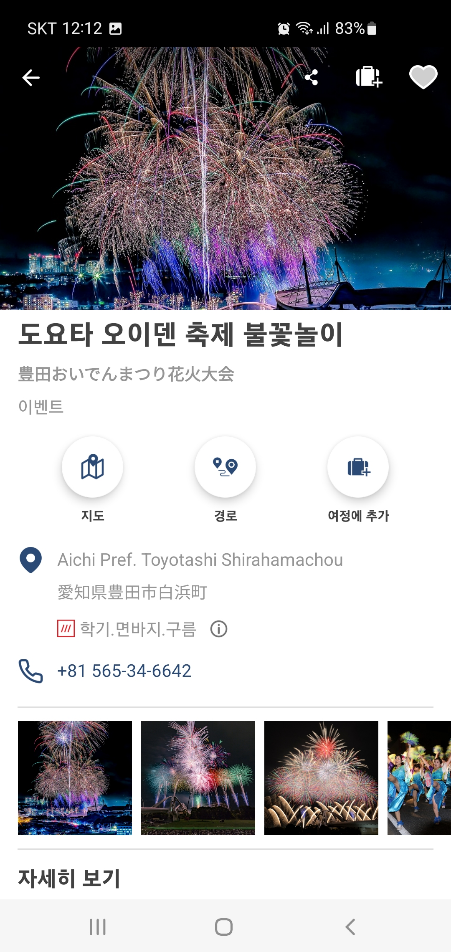 SKT 12:12
83%
도요타 오이덴 축제 불꽃놀이
豊田おいでんまつり花火大会
이벤트
지도 경로 여정에 추가
Aichi Pref. Toyotashi Shirahamachou
愛知県豊田市白浜町
/// 학기.면바지.구름
+81 565-34-6642
자세히 보기